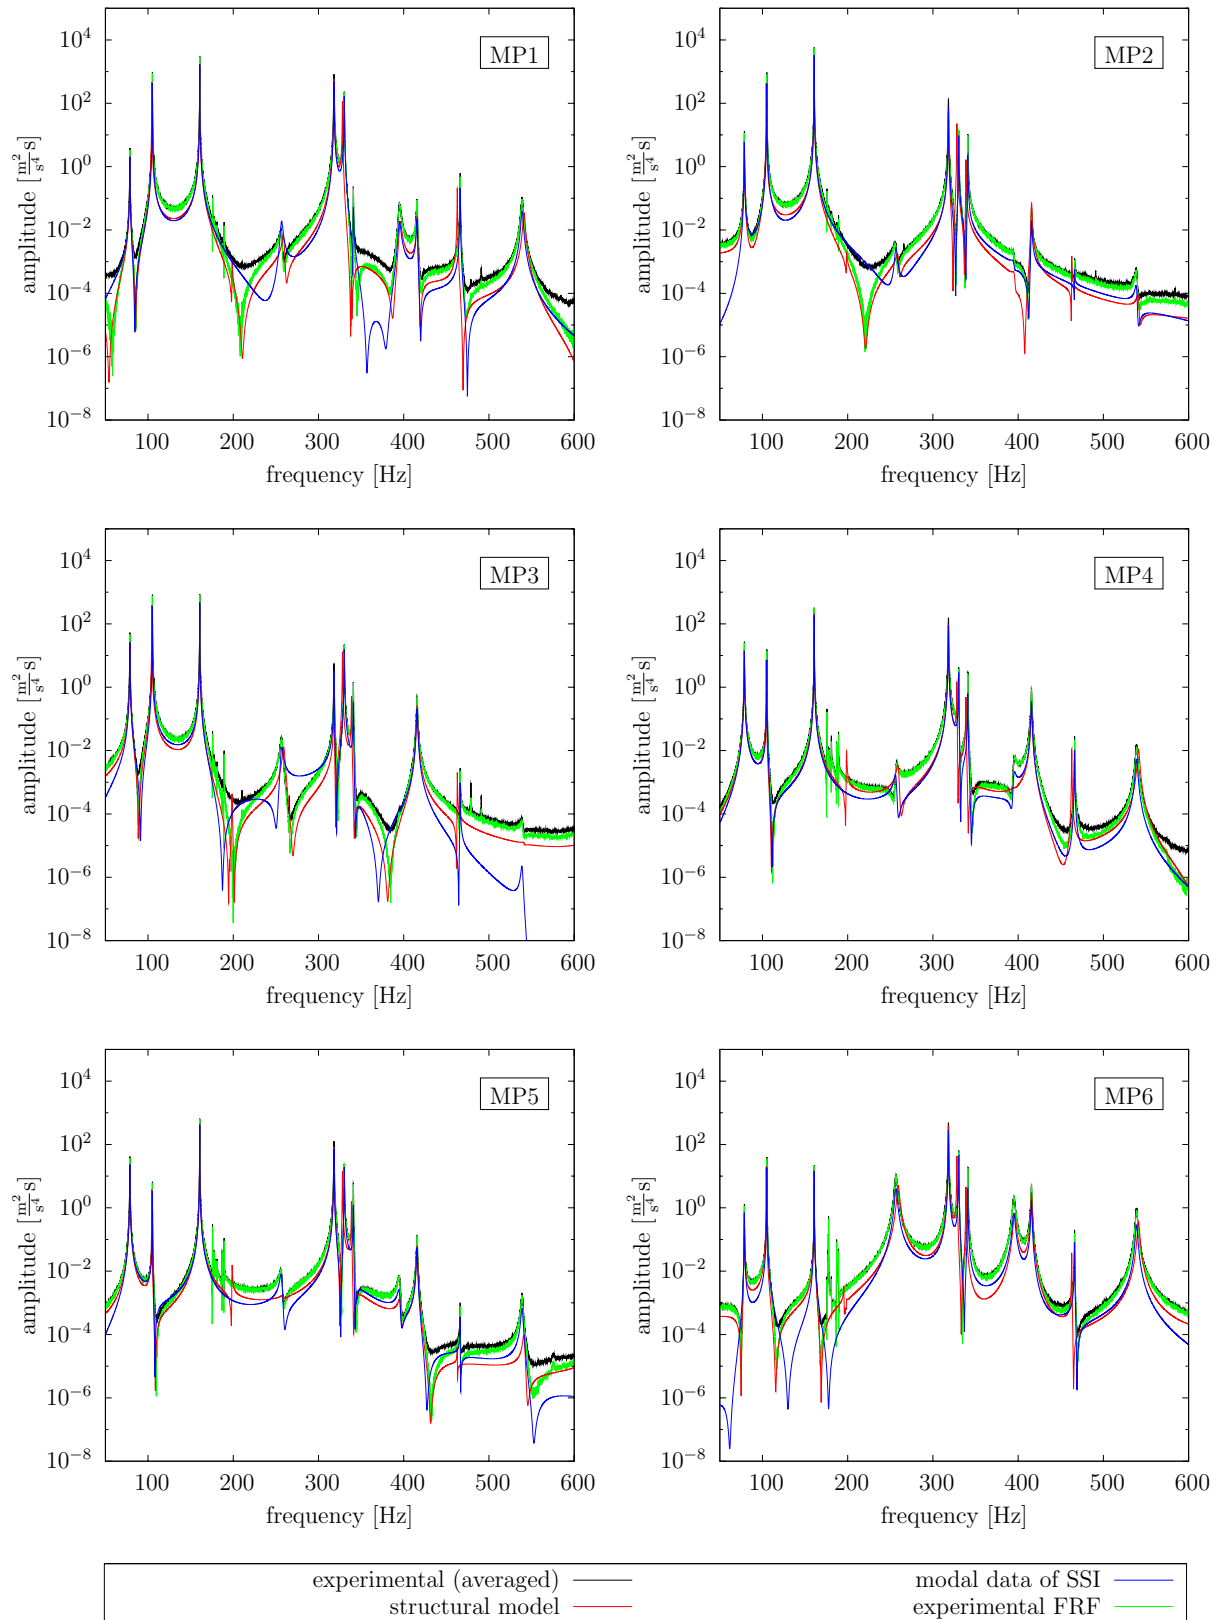 MP1
10^4
10^2
10^0
10^−2
10^−4
10^−6
10^−8
amplitude [m²/s⁴ s]
100 200 300 400 500 600
frequency [Hz]
MP2
10^4
10^2
10^0
10^−2
10^−4
10^−6
10^−8
amplitude [m²/s⁴ s]
100 200 300 400 500 600
frequency [Hz]
MP3
10^4
10^2
10^0
10^−2
10^−4
10^−6
10^−8
amplitude [m²/s⁴ s]
100 200 300 400 500 600
frequency [Hz]
MP4
10^4
10^2
10^0
10^−2
10^−4
10^−6
10^−8
amplitude [m²/s⁴ s]
100 200 300 400 500 600
frequency [Hz]
MP5
10^4
10^2
10^0
10^−2
10^−4
10^−6
10^−8
amplitude [m²/s⁴ s]
100 200 300 400 500 600
frequency [Hz]
MP6
10^4
10^2
10^0
10^−2
10^−4
10^−6
10^−8
amplitude [m²/s⁴ s]
100 200 300 400 500 600
frequency [Hz]
experimental (averaged)
structural model
modal data of SSI
experimental FRF